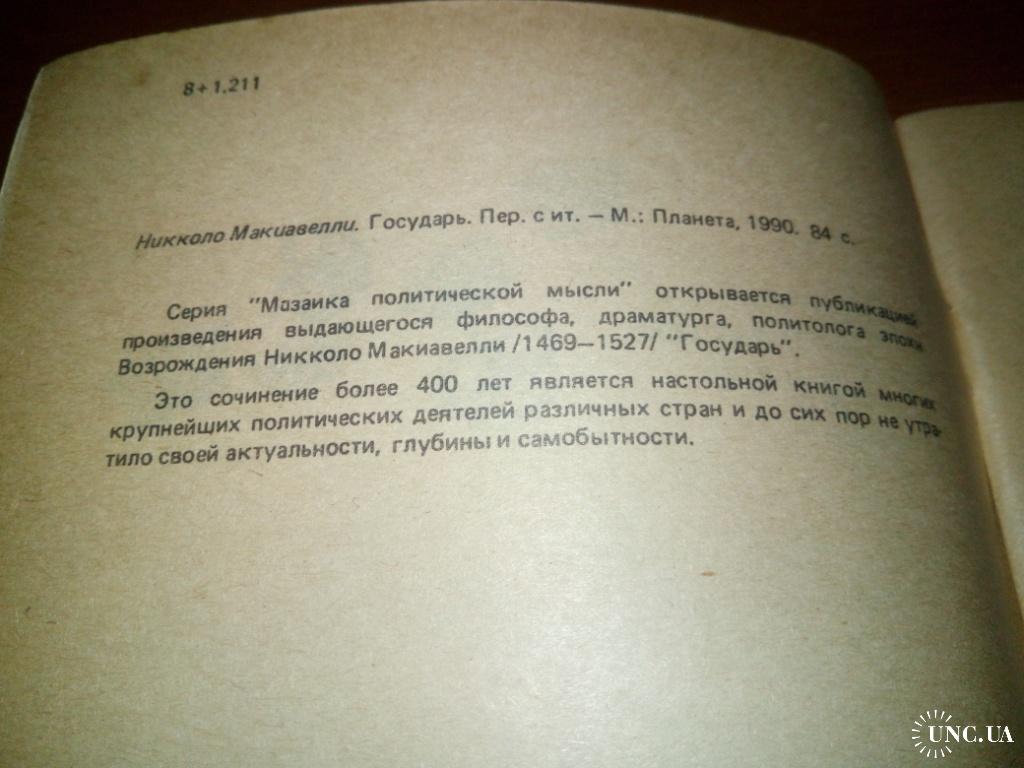 8+1.211
Никколо Макиавелли. Государь. Пер. с ит. — М.: Планета, 1990. 84 с.
Серия "Мозаика политической мысли" открывается публикацией
произведения выдающегося философа, драматурга, политолога эпохи
Возрождения Никколо Макиавелли /1469—1527/ "Государь".
Это сочинение более 400 лет является настольной книгой многих
крупнейших политических деятелей различных стран и до сих пор не утра-
тило своей актуальности, глубины и самобытности.
UNC.UA